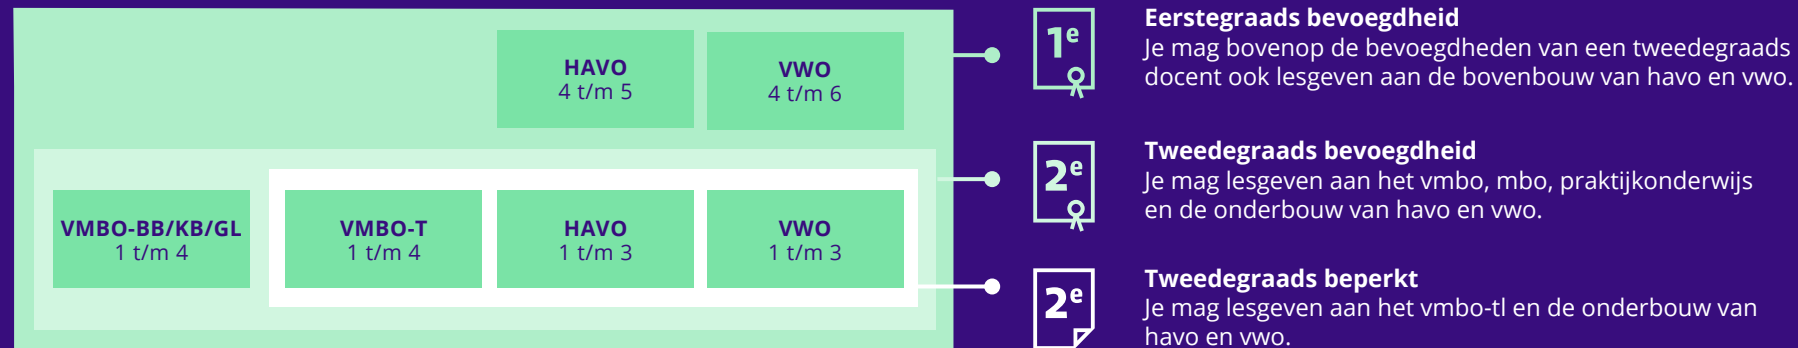 HAVO
4 t/m 5
VWO
4 t/m 6
VMBO-BB/KB/GL
1 t/m 4
VMBO-T
1 t/m 4
HAVO
1 t/m 3
VWO
1 t/m 3
1e
Eerstegraads bevoegdheid
Je mag bovenop de bevoegdheden van een tweedegraads
docent ook lesgeven aan de bovenbouw van havo en vwo.
2e
Tweedegraads bevoegdheid
Je mag lesgeven aan het vmbo, mbo, praktijkonderwijs
en de onderbouw van havo en vwo.
2e
Tweedegraads beperkt
Je mag lesgeven aan het vmbo-tl en de onderbouw van
havo en vwo.